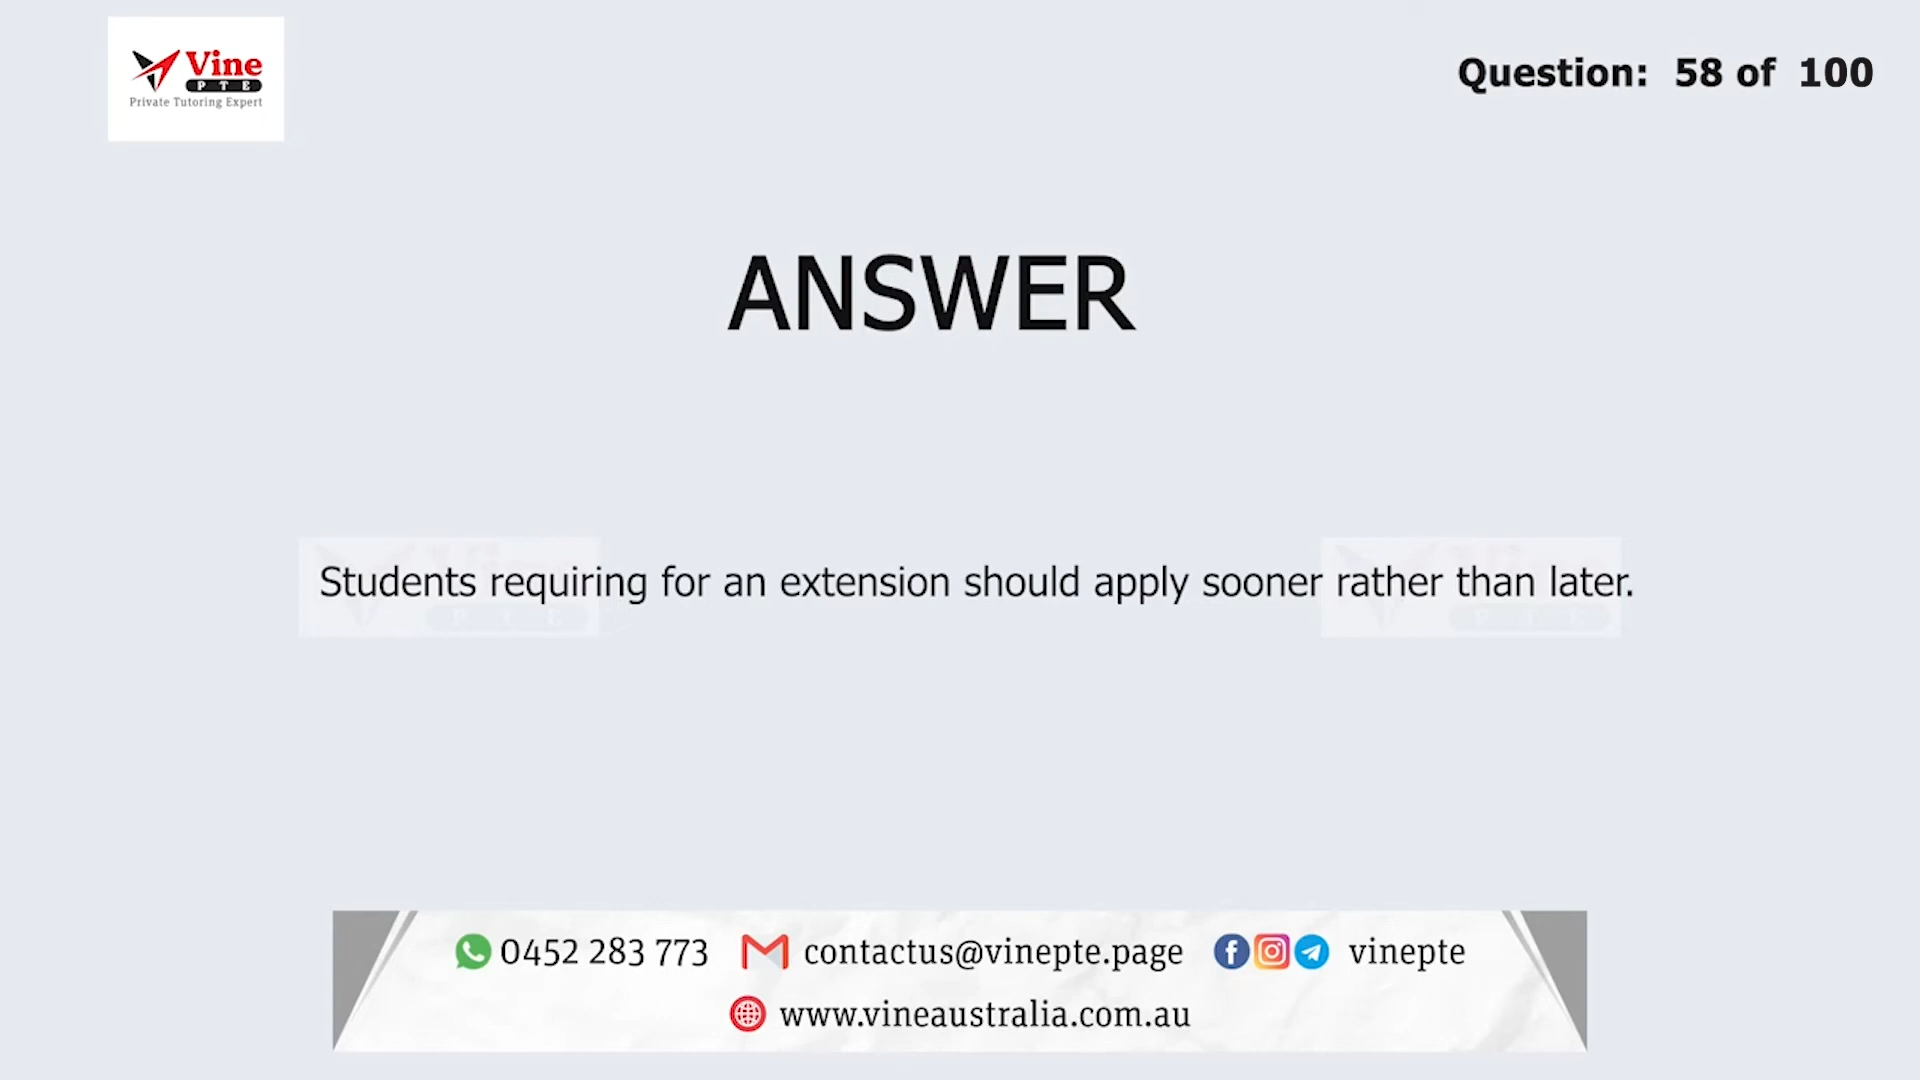 Vine
PTE
Private Tutoring Expert
Question: 58 of 100
ANSWER
Students requiring for an extension should apply sooner rather than later.
0452 283 773 contactus@vinepte.page vinepte
www.vineaustralia.com.au